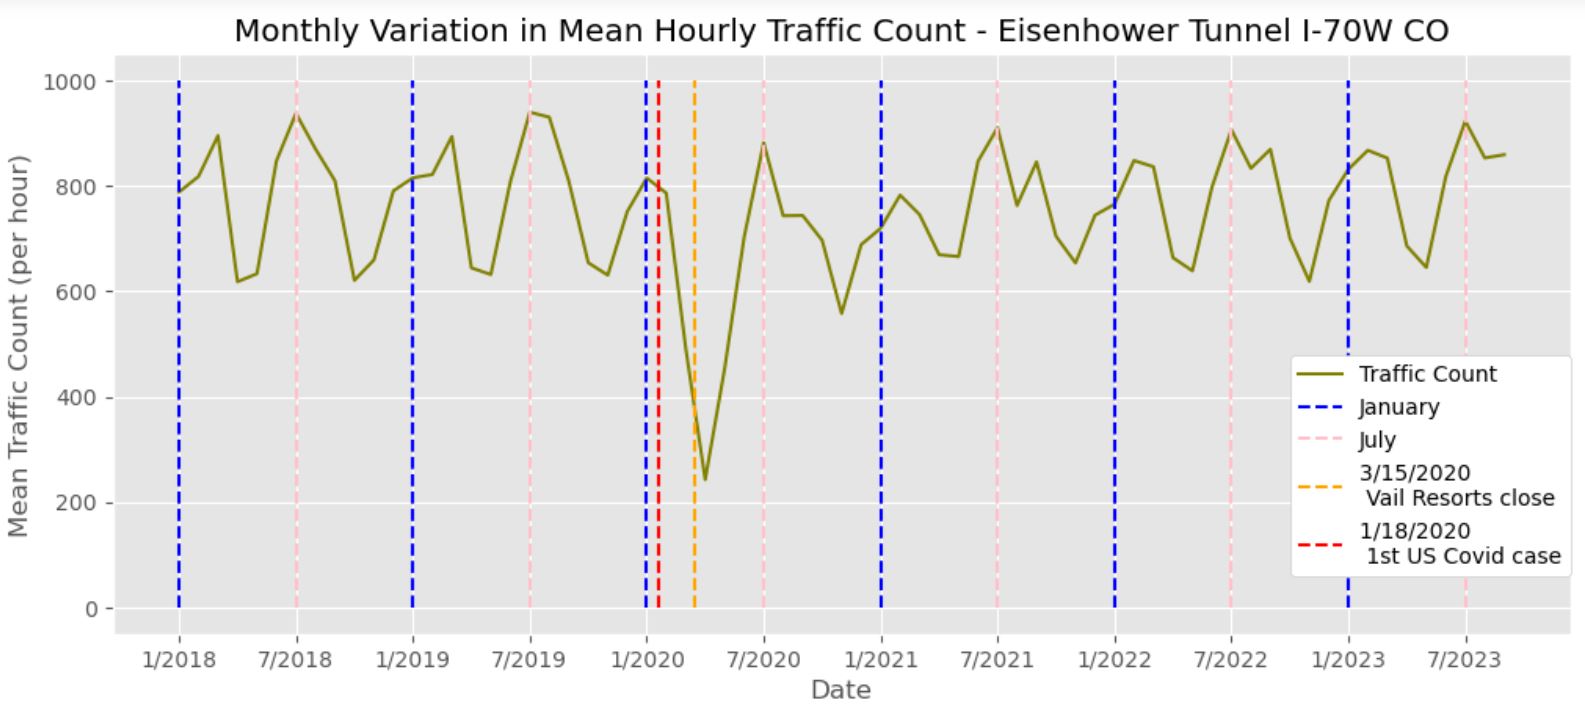 Monthly Variation in Mean Hourly Traffic Count - Eisenhower Tunnel I-70W CO
Mean Traffic Count (per hour)
1000
800
600
400
200
0
Traffic Count
January
July
3/15/2020
Vail Resorts close
1/18/2020
1st US Covid case
1/2018
7/2018
1/2019
7/2019
1/2020
7/2020
1/2021
7/2021
1/2022
7/2022
1/2023
7/2023
Date